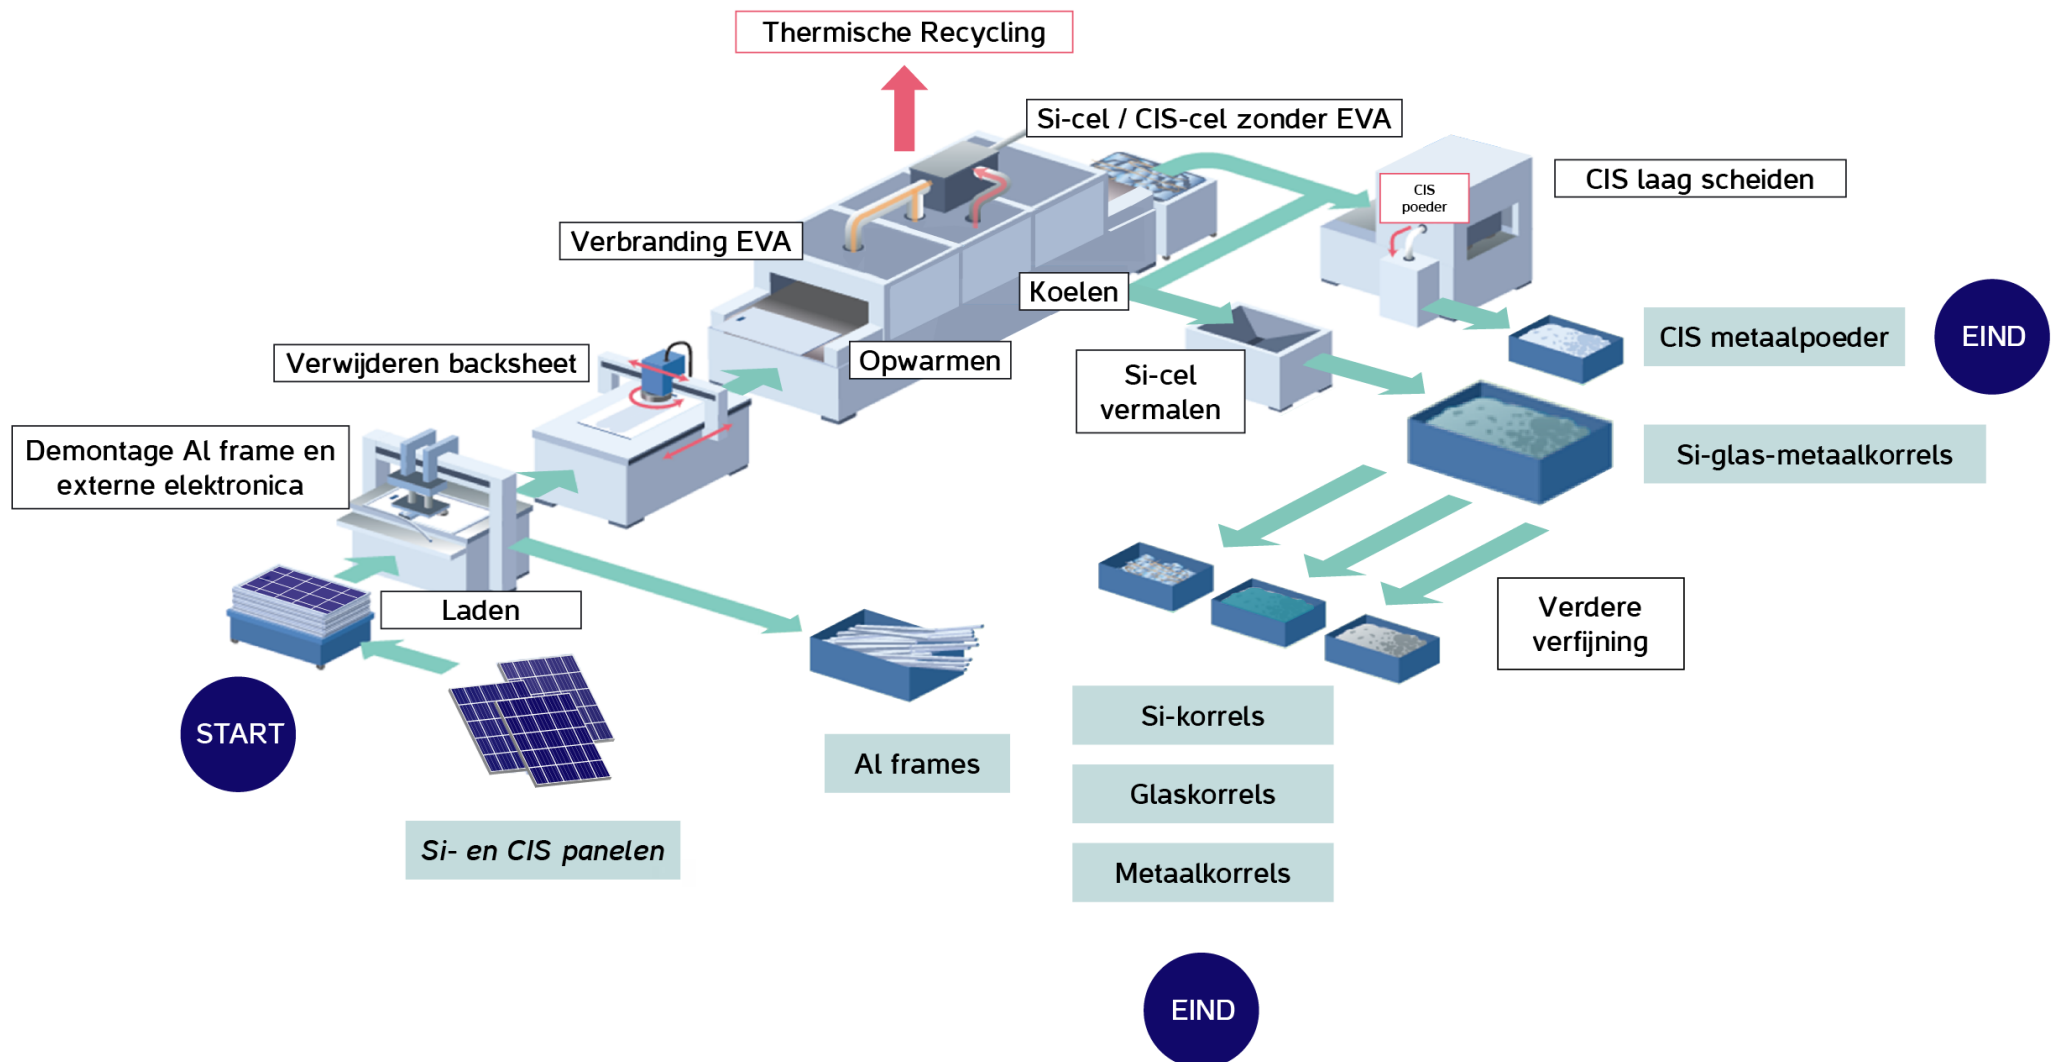 Thermische Recycling
Si-cel / CIS-cel zonder EVA
CIS laag scheiden
CIS
poeder
Verbranding EVA
Koelen
CIS metaalpoeder
EIND
Verwijderen backsheet
Opwarmen
Si-cel
vermalen
Demontage Al frame en
externe elektronica
Si-glas-metaalkorrels
Laden
Verdere
verfijning
START
Si-korrels
Al frames
Glaskorrels
Si- en CIS panelen
Metaalkorrels
EIND